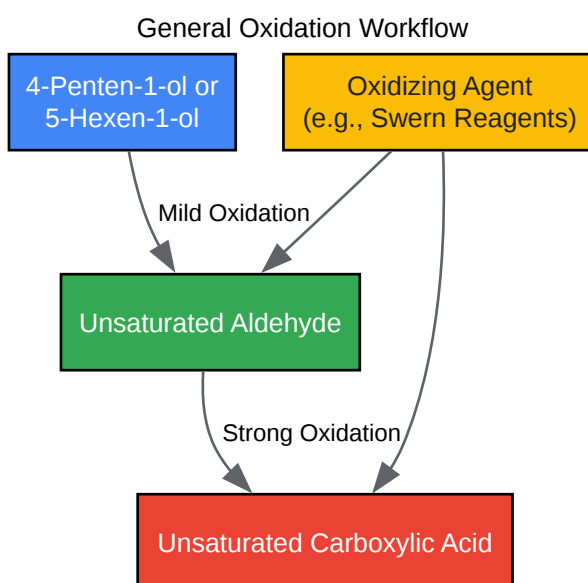 General Oxidation Workflow
4-Penten-1-ol or
5-Hexen-1-ol
Oxidizing Agent
(e.g., Swern Reagents)
Mild Oxidation
Unsaturated Aldehyde
Strong Oxidation
Unsaturated Carboxylic Acid